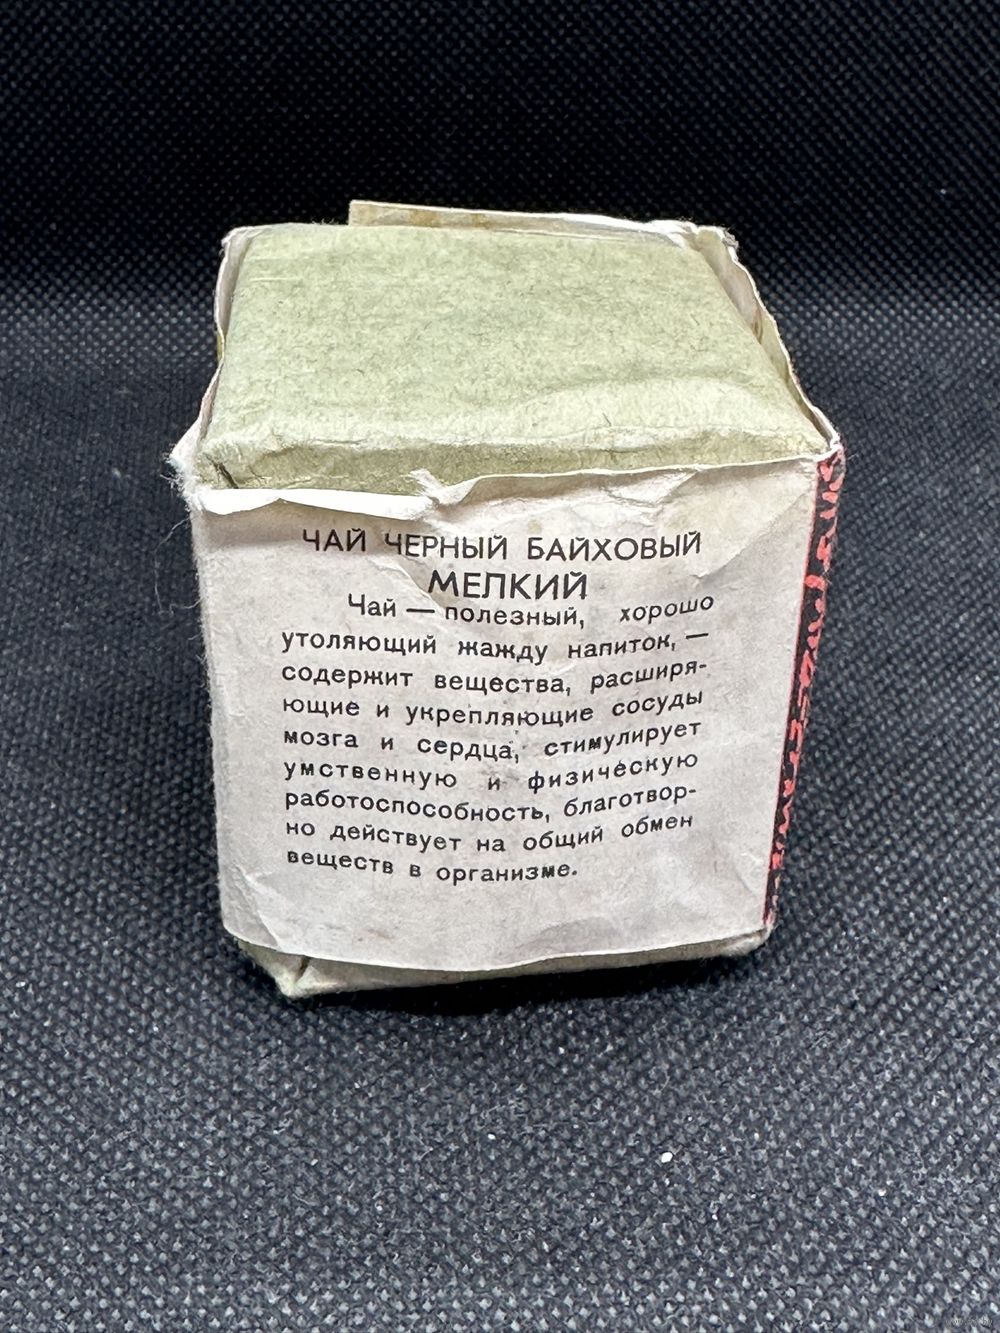 ЧАЙ ЧЕРНЫЙ БАЙХОВЫЙ
МЕЛКИЙ
Чай — полезный, хорошо
утоляющий жажду напиток, —
содержит вещества, расширя-
ющие и укрепляющие сосуды
мозга и сердца, стимулирует
умственную и физическую
работоспособность, благотвор-
но действует на общий обмен
веществ в организме.